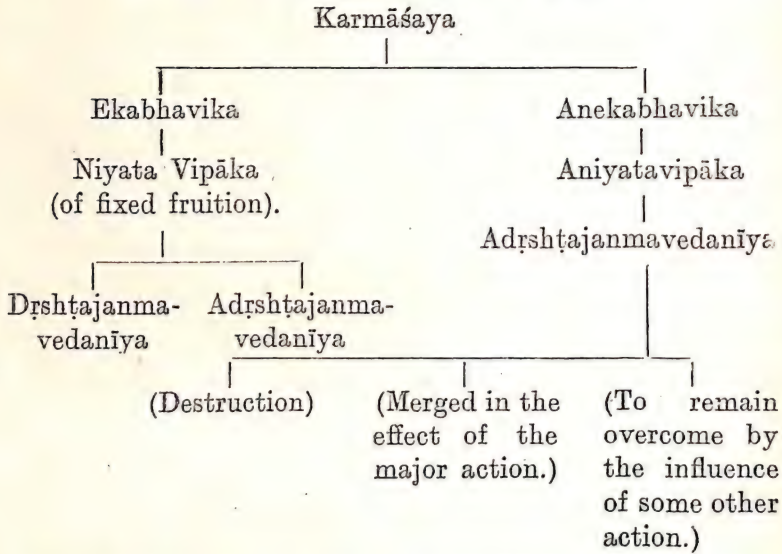 Karmāśaya
Ekabhavika Anekabhavika
Niyata Vipāka Aniyatavipāka
(of fixed fruition).
Adṛshṭajanmavedanīya
Dṛshṭajanma- Adṛshṭajanma-
vedanīya vedanīya
(Destruction) (Merged in the (To remain
effect of the overcome by
major action.) the influence
of some other
action.)